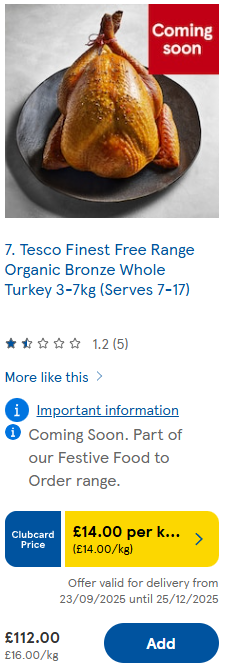 Coming
soon
7. Tesco Finest Free Range
Organic Bronze Whole
Turkey 3-7kg (Serves 7-17)
1.2 (5)
More like this
Important information
Coming Soon. Part of
our Festive Food to
Order range.
Clubcard
Price
£14.00 per k...
(£14.00/kg)
Offer valid for delivery from
23/09/2025 until 25/12/2025
£112.00
£16.00/kg
Add